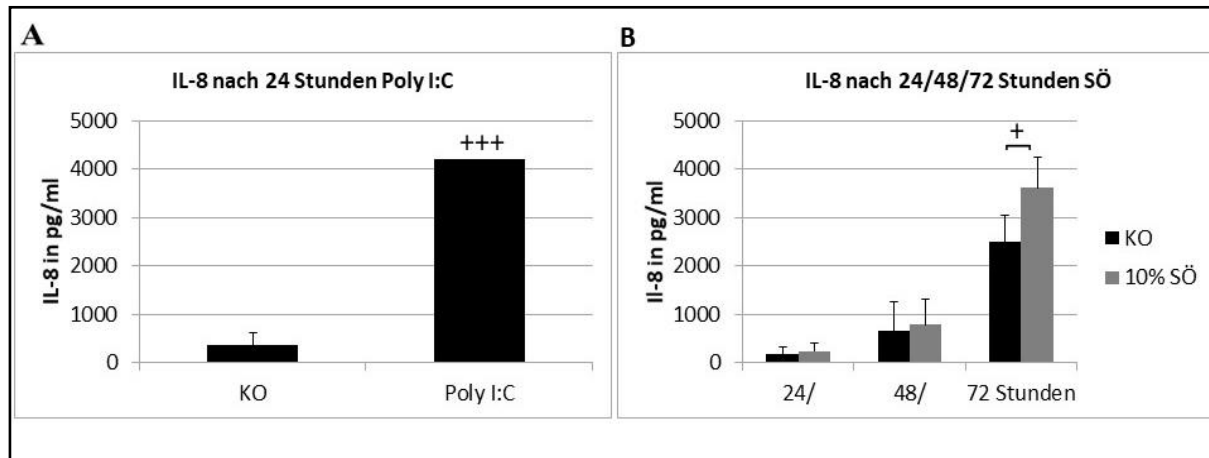 A
IL-8 nach 24 Stunden Poly I:C
IL-8 in pg/ml
5000
4000
3000
2000
1000
0
+++
KO
Poly I:C
B
IL-8 nach 24/48/72 Stunden SÖ
Il-8 in pg/ml
5000
4000
3000
2000
1000
0
+
24/
48/
72 Stunden
KO
10% SÖ